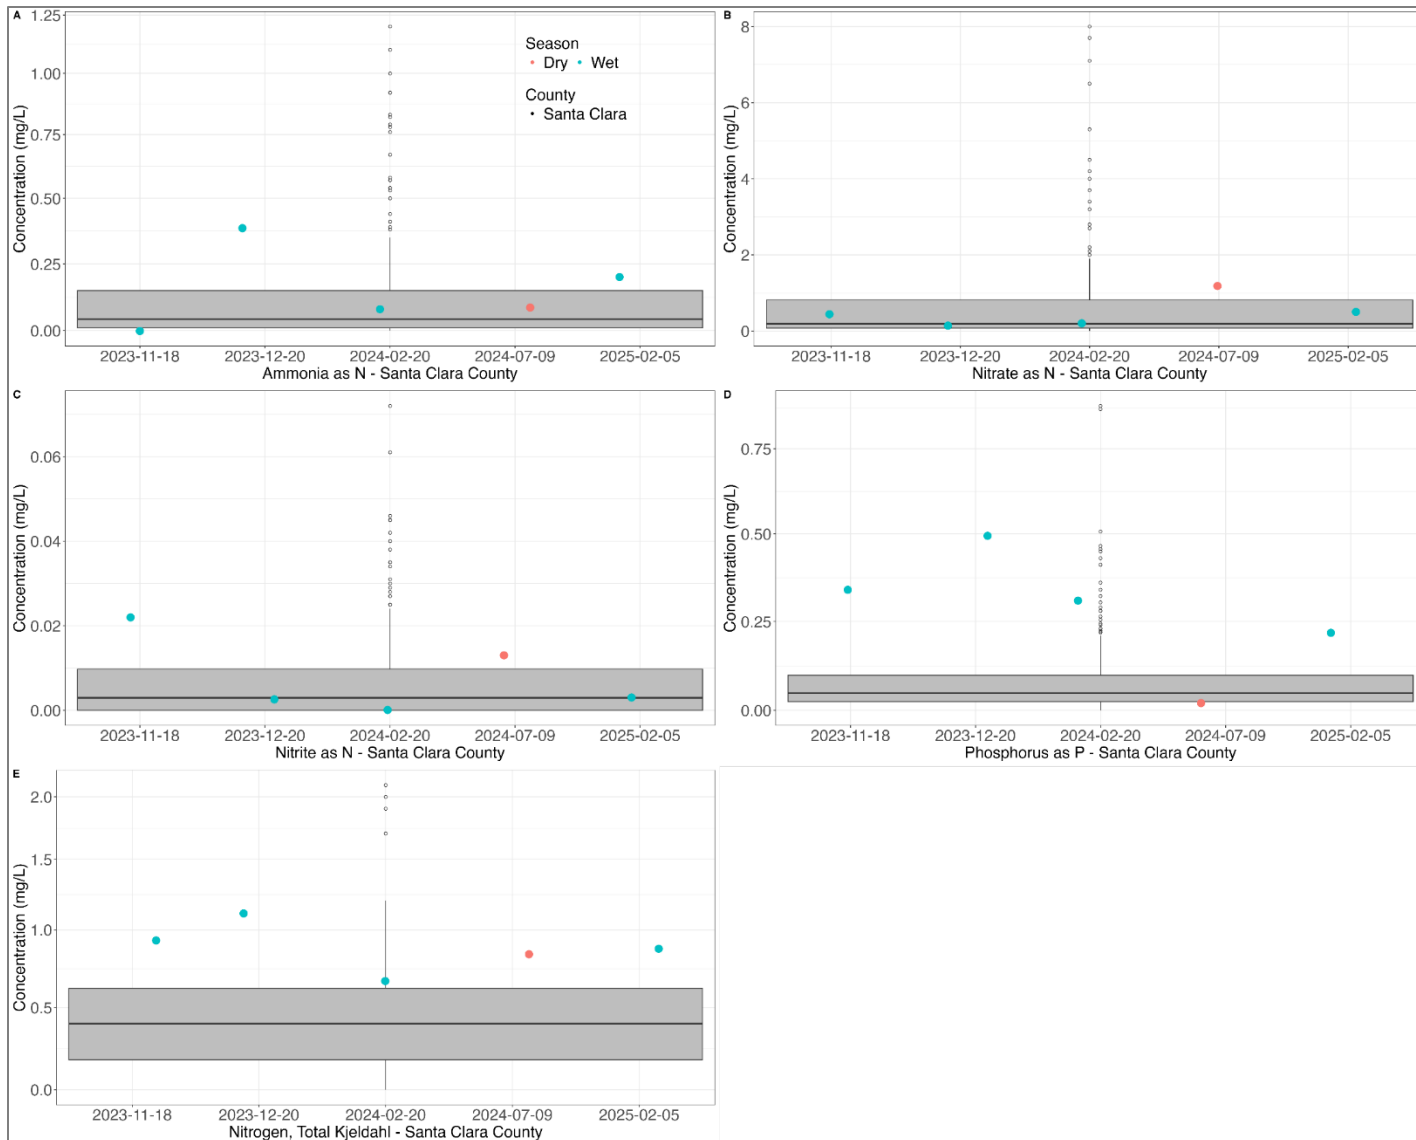 A
Concentration (mg/L)
1.25
1.00
0.75
0.50
0.25
0.00
Season
Dry Wet
County
Santa Clara
2023-11-18 2023-12-20 2024-02-20 2024-07-09 2025-02-05
Ammonia as N - Santa Clara County
B
Concentration (mg/L)
8
6
4
2
0
2023-11-18 2023-12-20 2024-02-20 2024-07-09 2025-02-05
Nitrate as N - Santa Clara County
C
Concentration (mg/L)
0.06
0.04
0.02
0.00
2023-11-18 2023-12-20 2024-02-20 2024-07-09 2025-02-05
Nitrite as N - Santa Clara County
D
Concentration (mg/L)
0.75
0.50
0.25
0.00
2023-11-18 2023-12-20 2024-02-20 2024-07-09 2025-02-05
Phosphorus as P - Santa Clara County
E
Concentration (mg/L)
2.0
1.5
1.0
0.5
0.0
2023-11-18 2023-12-20 2024-02-20 2024-07-09 2025-02-05
Nitrogen, Total Kjeldahl - Santa Clara County